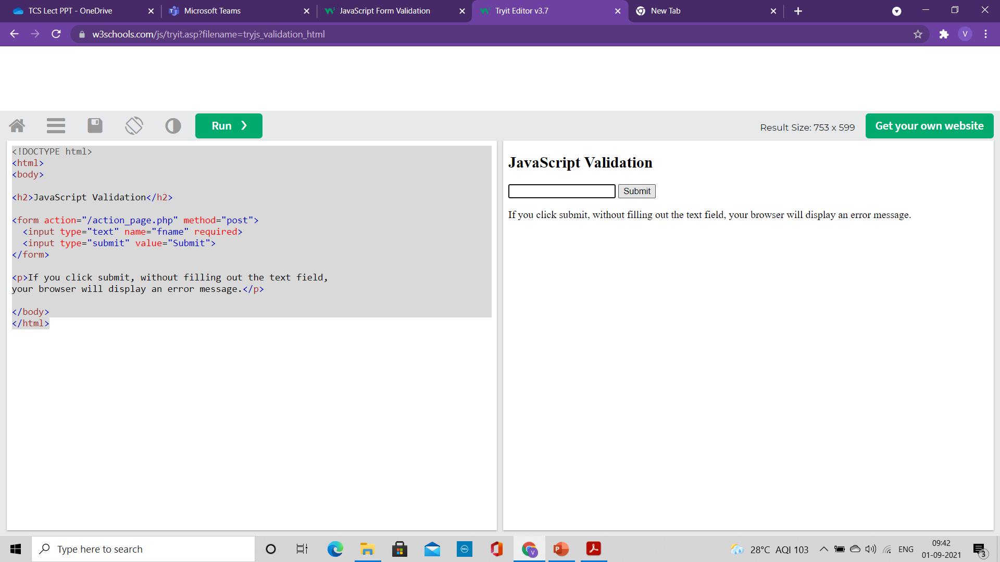 TCS Lect PPT - OneDrive
Microsoft Teams
JavaScript Form Validation
Tryit Editor v3.7
New Tab
w3schools.com/js/tryit.asp?filename=tryjs_validation_html
V
Run ❯
Result Size: 753 x 599
Get your own website
<!DOCTYPE html>
<html>
<body>
<h2>JavaScript Validation</h2>
<form action="/action_page.php" method="post">
<input type="text" name="fname" required>
<input type="submit" value="Submit">
</form>
<p>If you click submit, without filling out the text field,
your browser will display an error message.</p>
</body>
</html>
JavaScript Validation
Submit
If you click submit, without filling out the text field, your browser will display an error message.
Type here to search
DELL
V
P
28°C AQI 103
ENG
09:42
01-09-2021
3